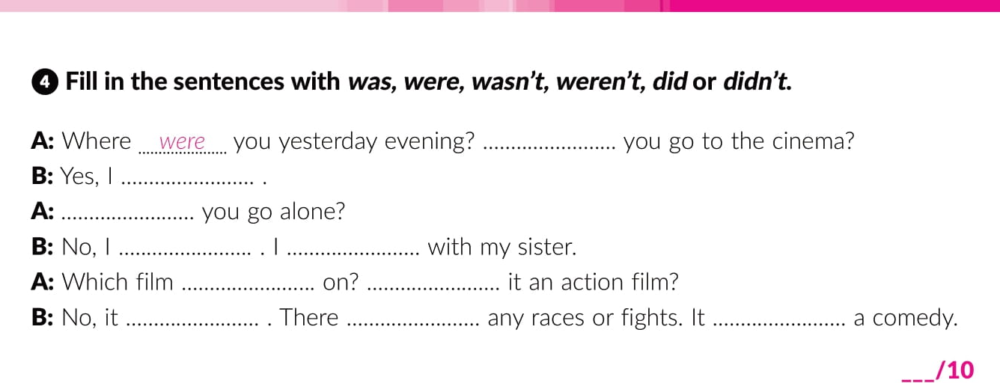 4 Fill in the sentences with was, were, wasn't, weren't, did or didn't.
A: Where ...were... you yesterday evening? ........................ you go to the cinema?
B: Yes, I ........................ .
A: ........................ you go alone?
B: No, I ........................ . I ........................ with my sister.
A: Which film ........................ on? ........................ it an action film?
B: No, it ........................ . There ........................ any races or fights. It ........................ a comedy.
___/10